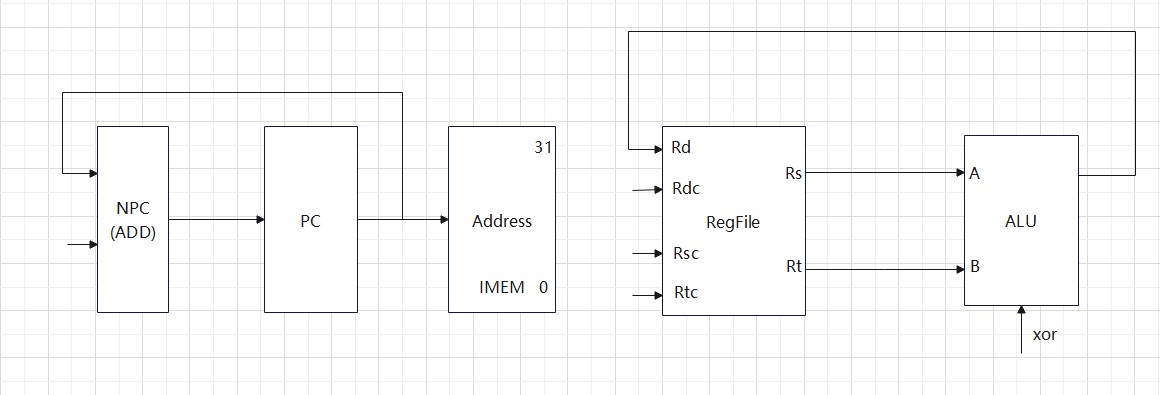 NPC
(ADD)
PC
31
Address
IMEM 0
Rd
Rdc
RegFile
Rsc
Rtc
Rs
Rt
A
ALU
B
xor